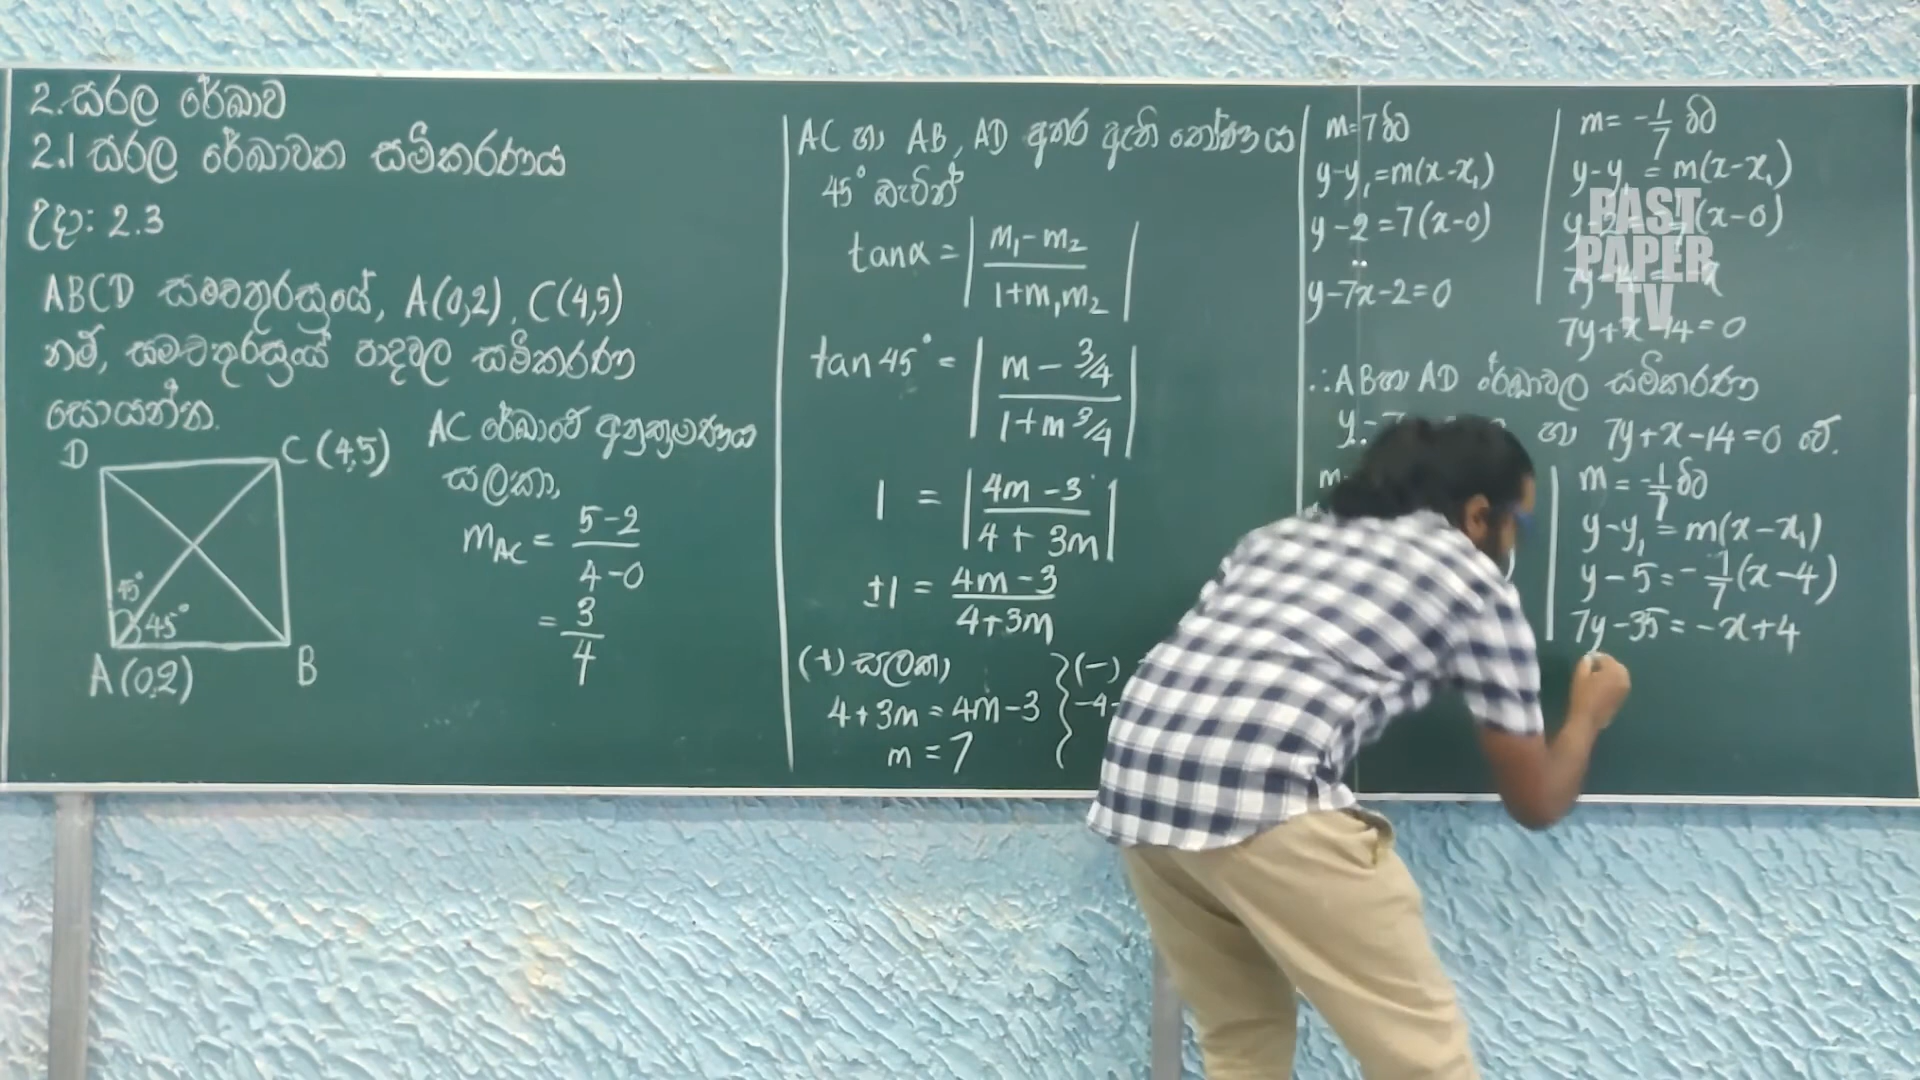 2. සරල රේඛාව
2.1 සරල රේඛාවක සමීකරණය
උදා: 2.3
ABCD සමචතුරස්‍රයේ, A(0,2), C(4,5)
නම්, සමචතුරස්‍රයේ පාදවල සමීකරණ
සොයන්න.
D
C (4,5)
45°
45°
A(0,2)
B
AC රේඛාවේ අනුක්‍රමණය
සලකා,
m_AC = (5-2)/(4-0)
= 3/4
AC හා AB, AD අතර ඇති කෝණය
45° බැවින්
tanα = |(m₁-m₂)/(1+m₁m₂)|
tan45° = |(m-3/4)/(1+m 3/4)|
1 = |(4m-3)/(4+3m)|
±1 = (4m-3)/(4+3m)
(+) සලකා,
4+3m = 4m-3
m = 7
(-)
-4-
m=7 විට
y-y₁=m(x-x₁)
y-2=7(x-0)
y-7x-2=0
m= -1/7 විට
y-y₁ = m(x-x₁)
(x-0)
7y+x-14=0
∴AB හා AD රේඛාවල සමීකරණ
හා 7y+x-14=0 වේ.
m = -1/7 විට
y-y₁ = m(x-x₁)
y-5 = -1/7(x-4)
7y-35 = -x+4
PAST
PAPER
TV